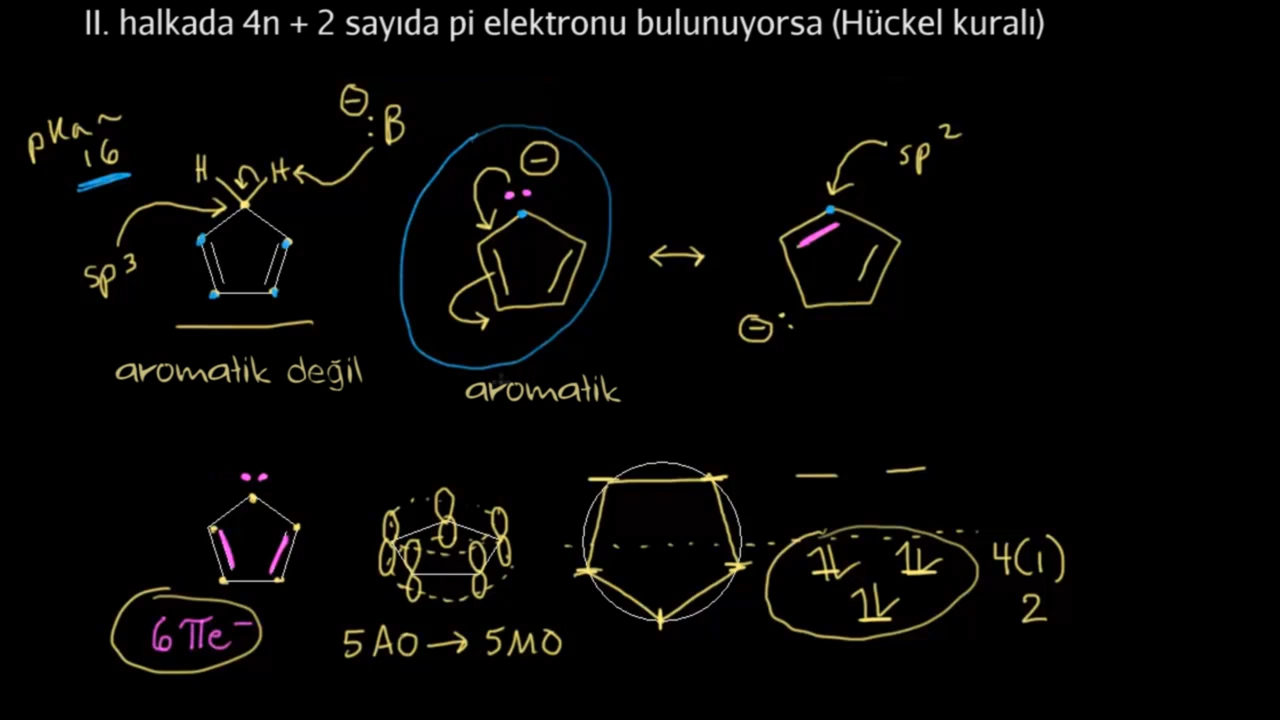 II. halkada 4n + 2 sayıda pi elektronu bulunuyorsa (Hückel kuralı)
pKa ~ 16
H H
⊖ :B
⊖
sp²
sp³
⊖:
aromatik değil
aromatik
4(1)
2
6πe⁻
5AO → 5MO